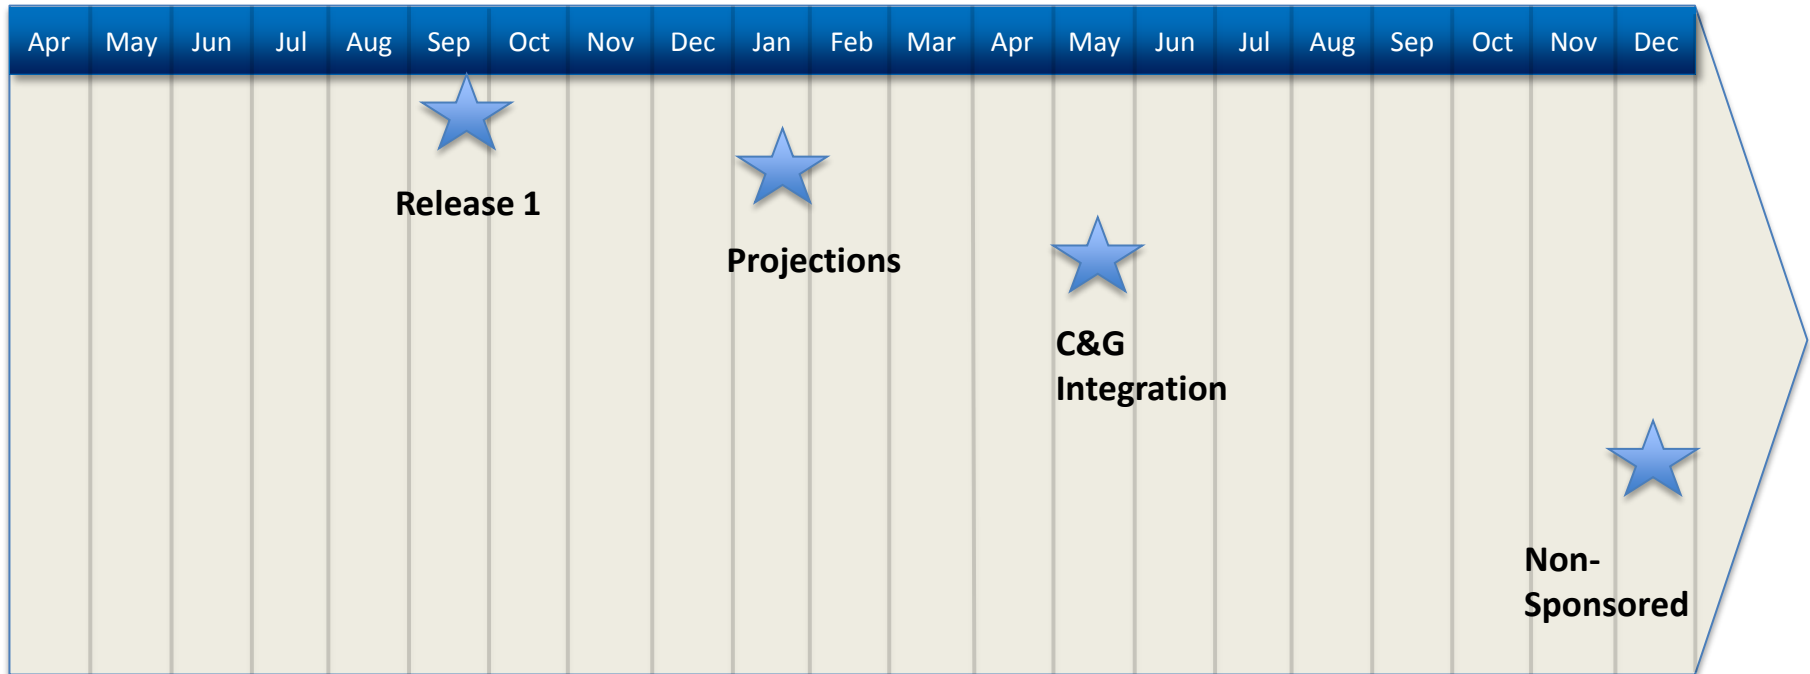 Apr May Jun Jul Aug Sep Oct Nov Dec Jan Feb Mar Apr May Jun Jul Aug Sep Oct Nov Dec
Release 1
Projections
C&G
Integration
Non-
Sponsored